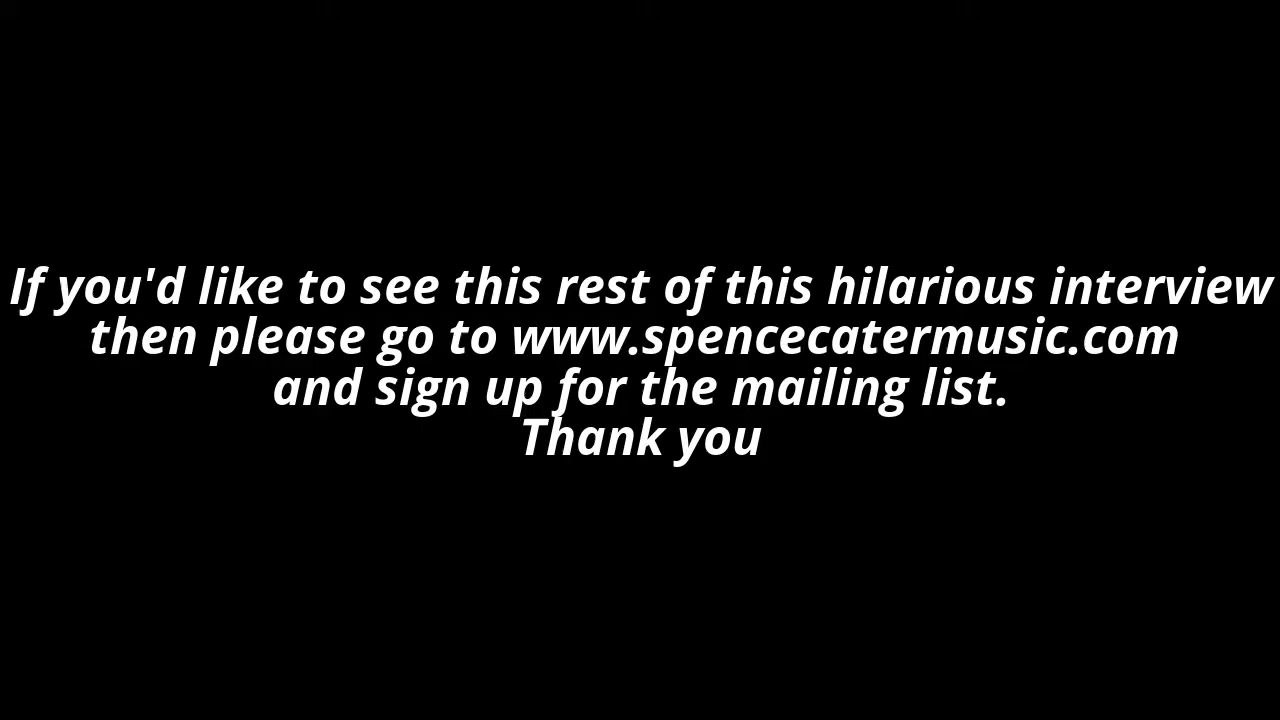 If you'd like to see this rest of this hilarious interview
then please go to www.spencecatermusic.com
and sign up for the mailing list.
Thank you